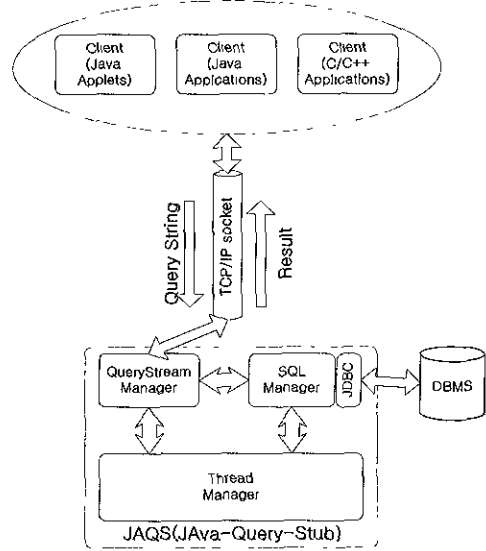 Client
(Java
Applets)
Client
(Java
Applications)
Client
(C/C++
Applications)
Query String
TCP/IP socket
Result
QueryStream
Manager
SQL
Manager
JDBC
DBMS
Thread
Manager
JAQS(JAva-Query-Stub)